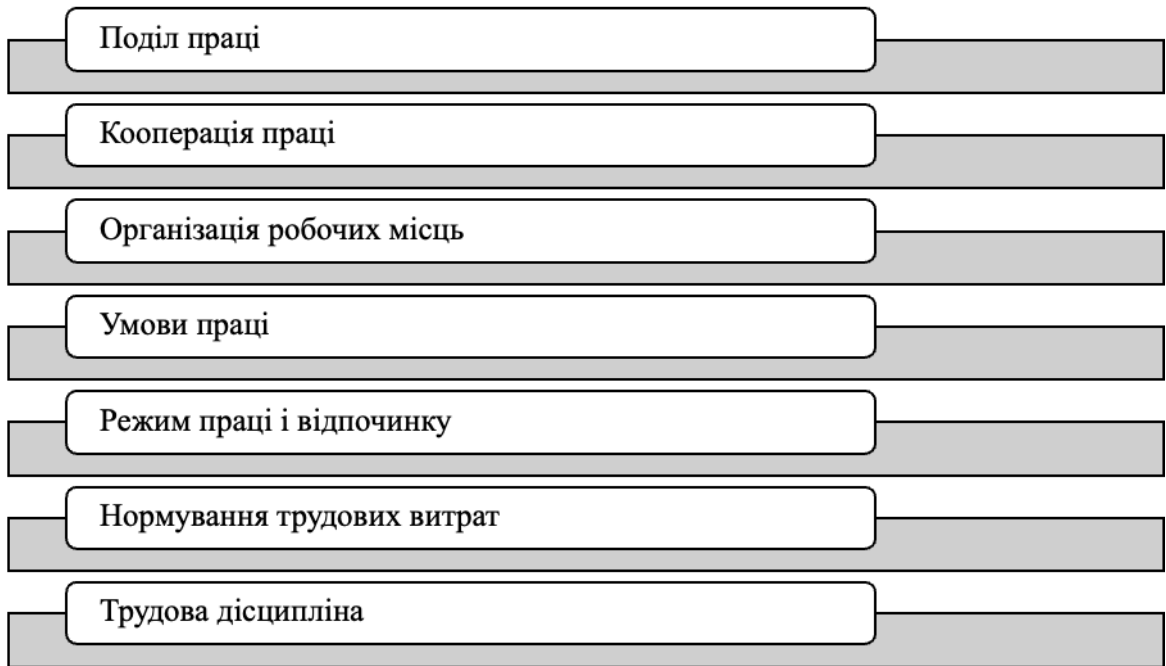 Поділ праці
Кооперація праці
Організація робочих місць
Умови праці
Режим праці і відпочинку
Нормування трудових витрат
Трудова дісципліна